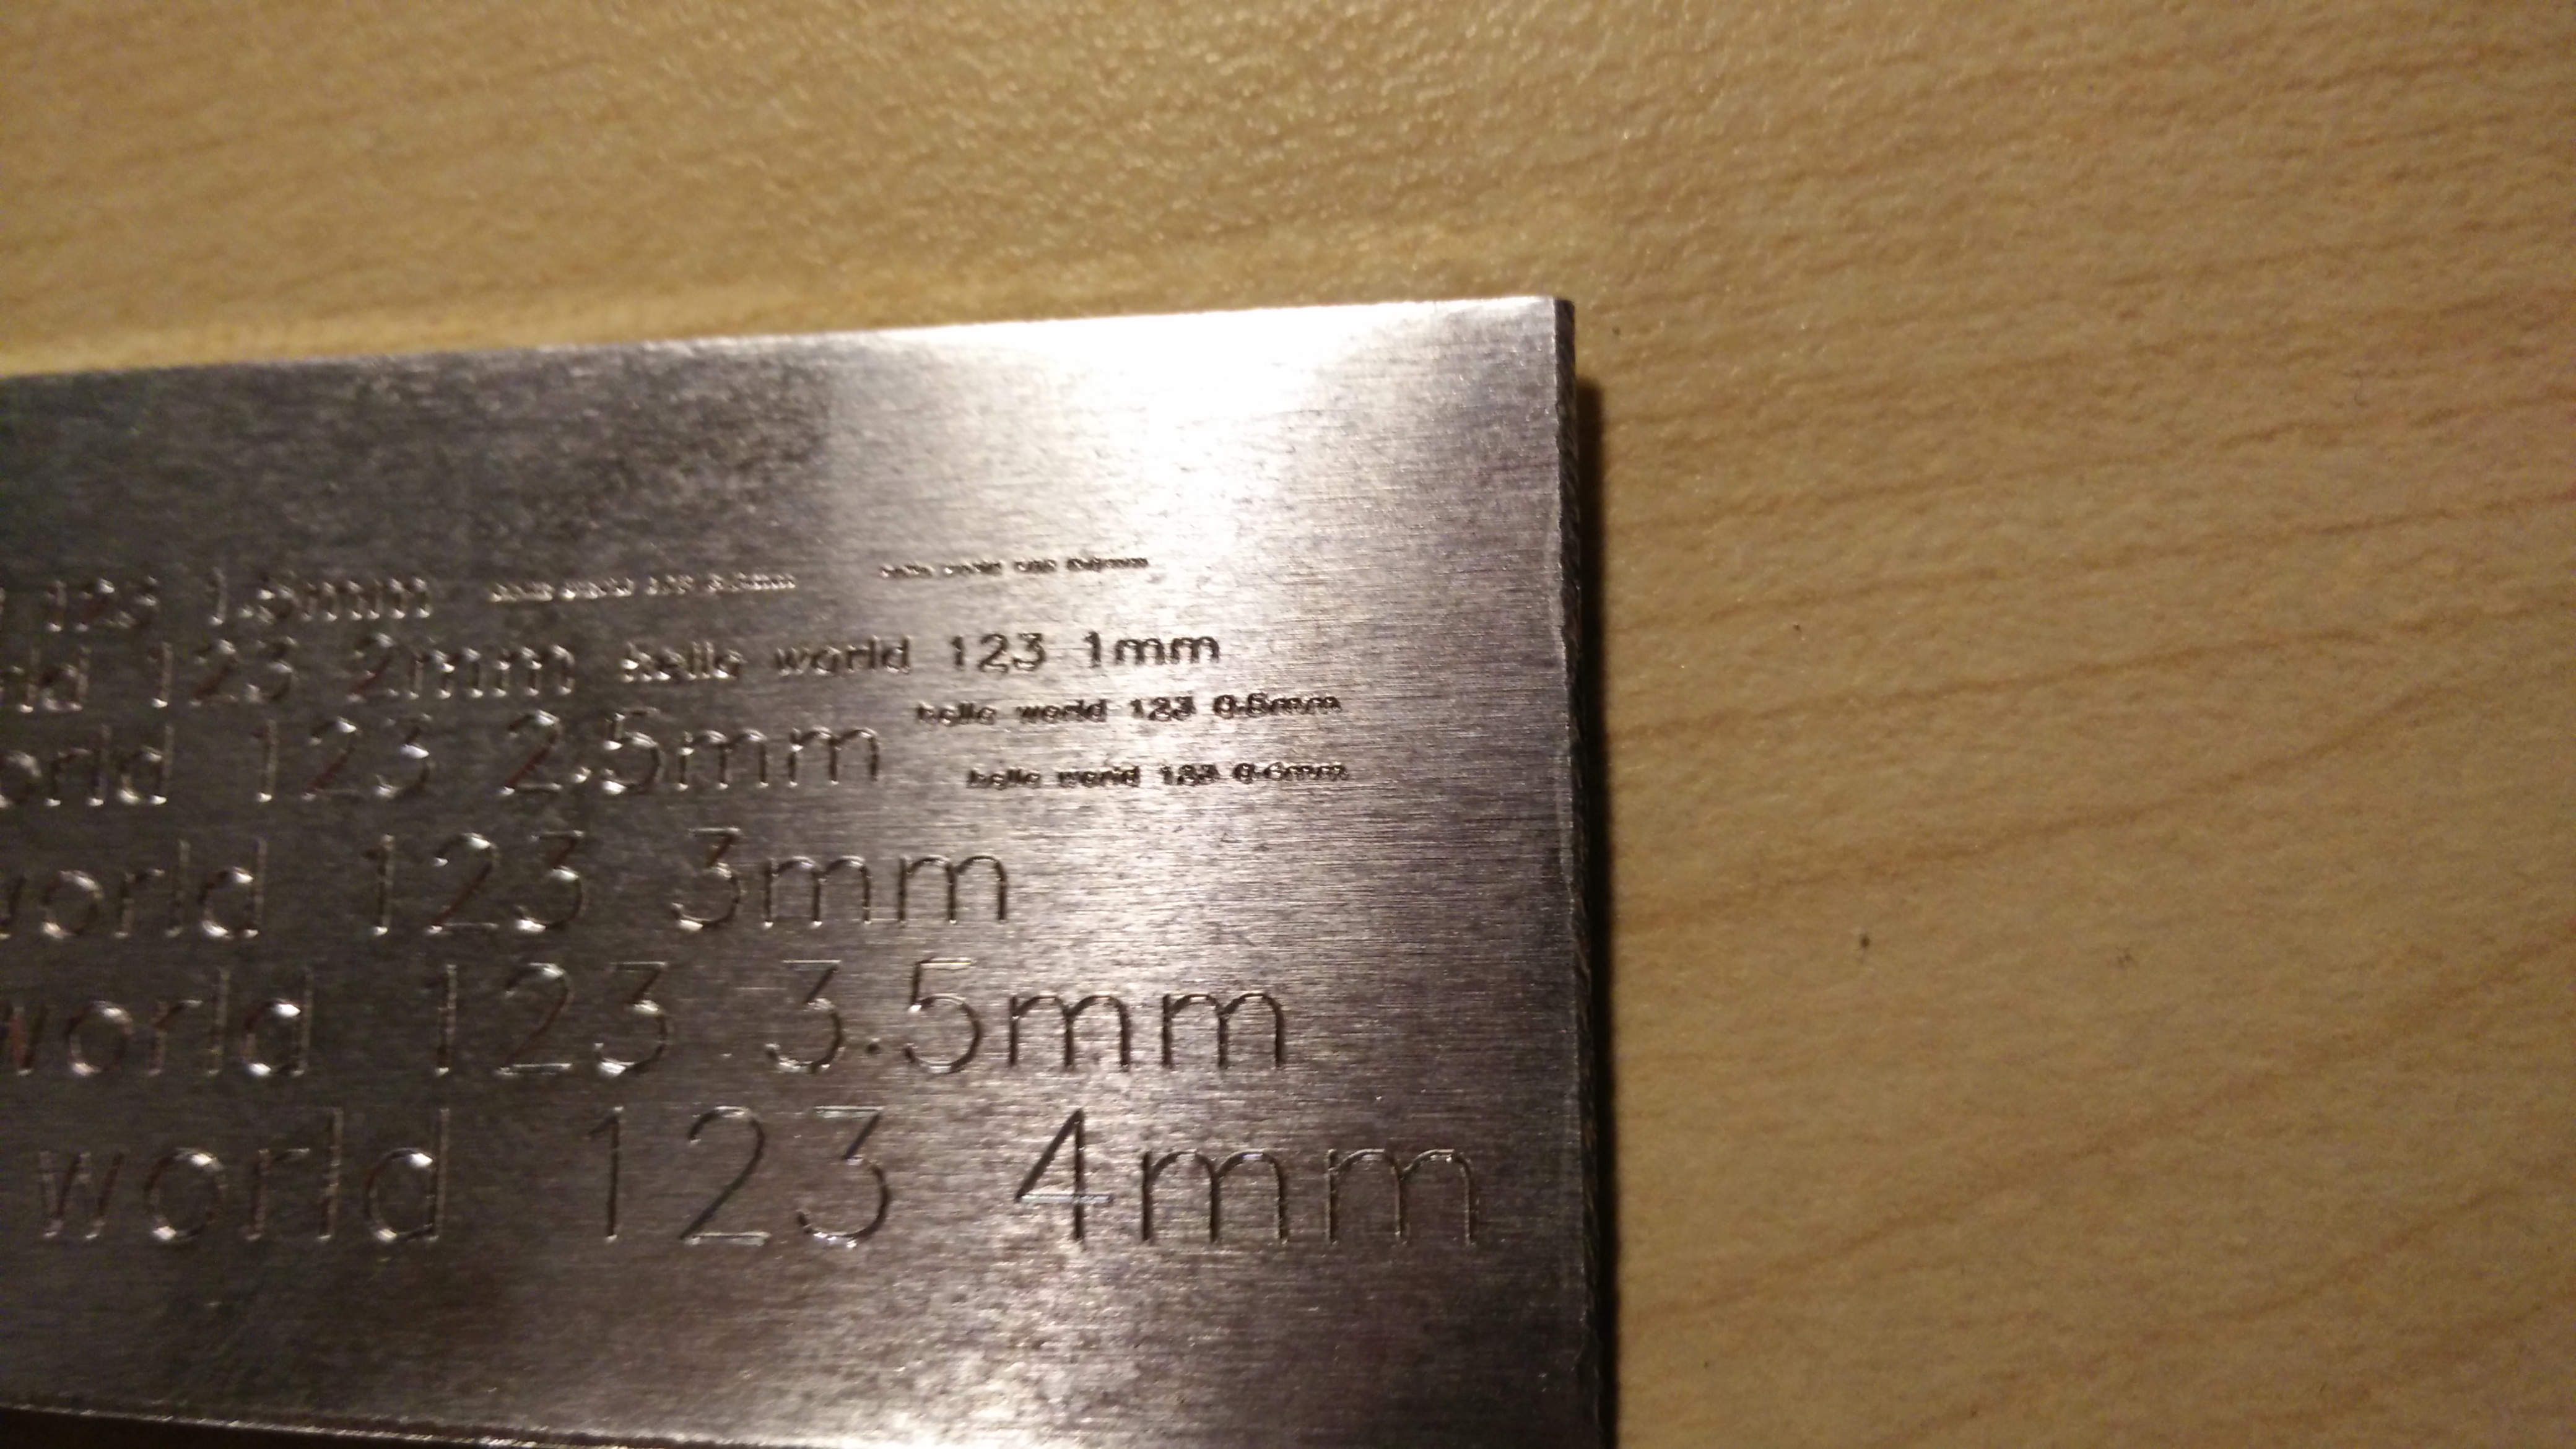 123 1.5mm
123 2mm hello world 123 1mm
hello world 123 0.8mm
orld 123 2.5mm
hello world 123 0.6mm
world 123 3mm
world 123 3.5mm
world 123 4mm